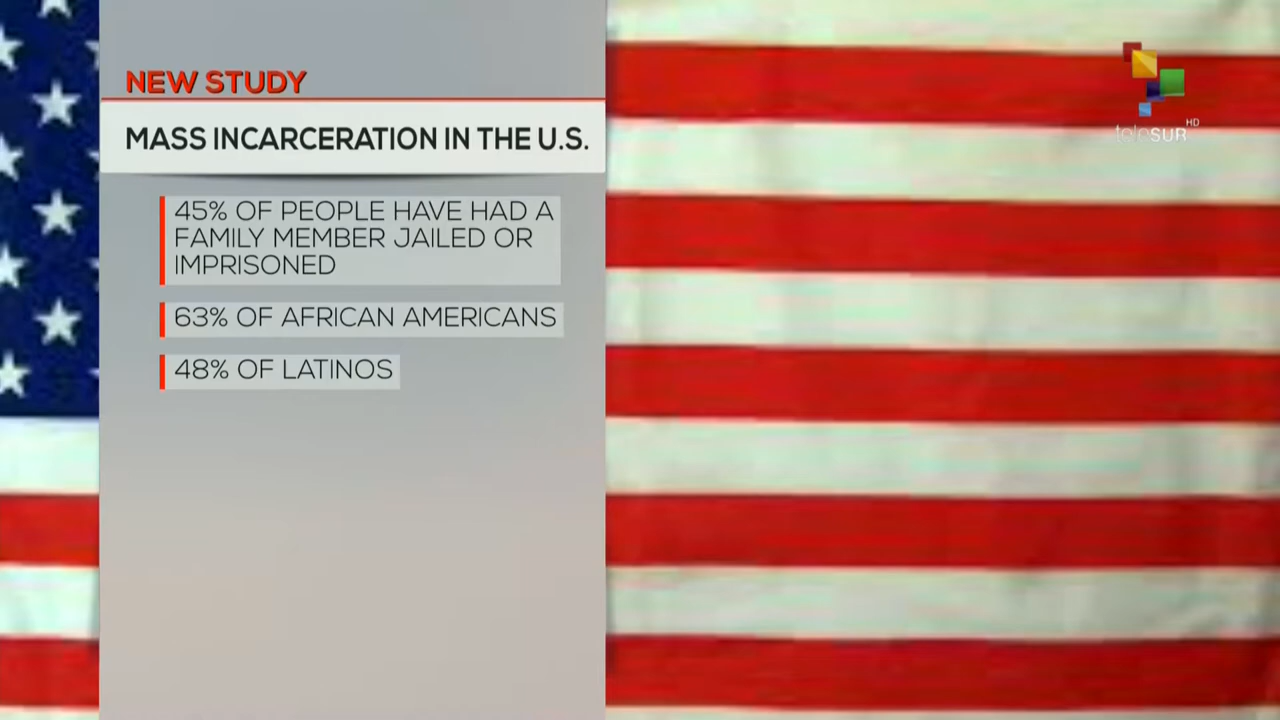 NEW STUDY
MASS INCARCERATION IN THE U.S.
45% OF PEOPLE HAVE HAD A
FAMILY MEMBER JAILED OR
IMPRISONED
63% OF AFRICAN AMERICANS
48% OF LATINOS
teleSUR HD